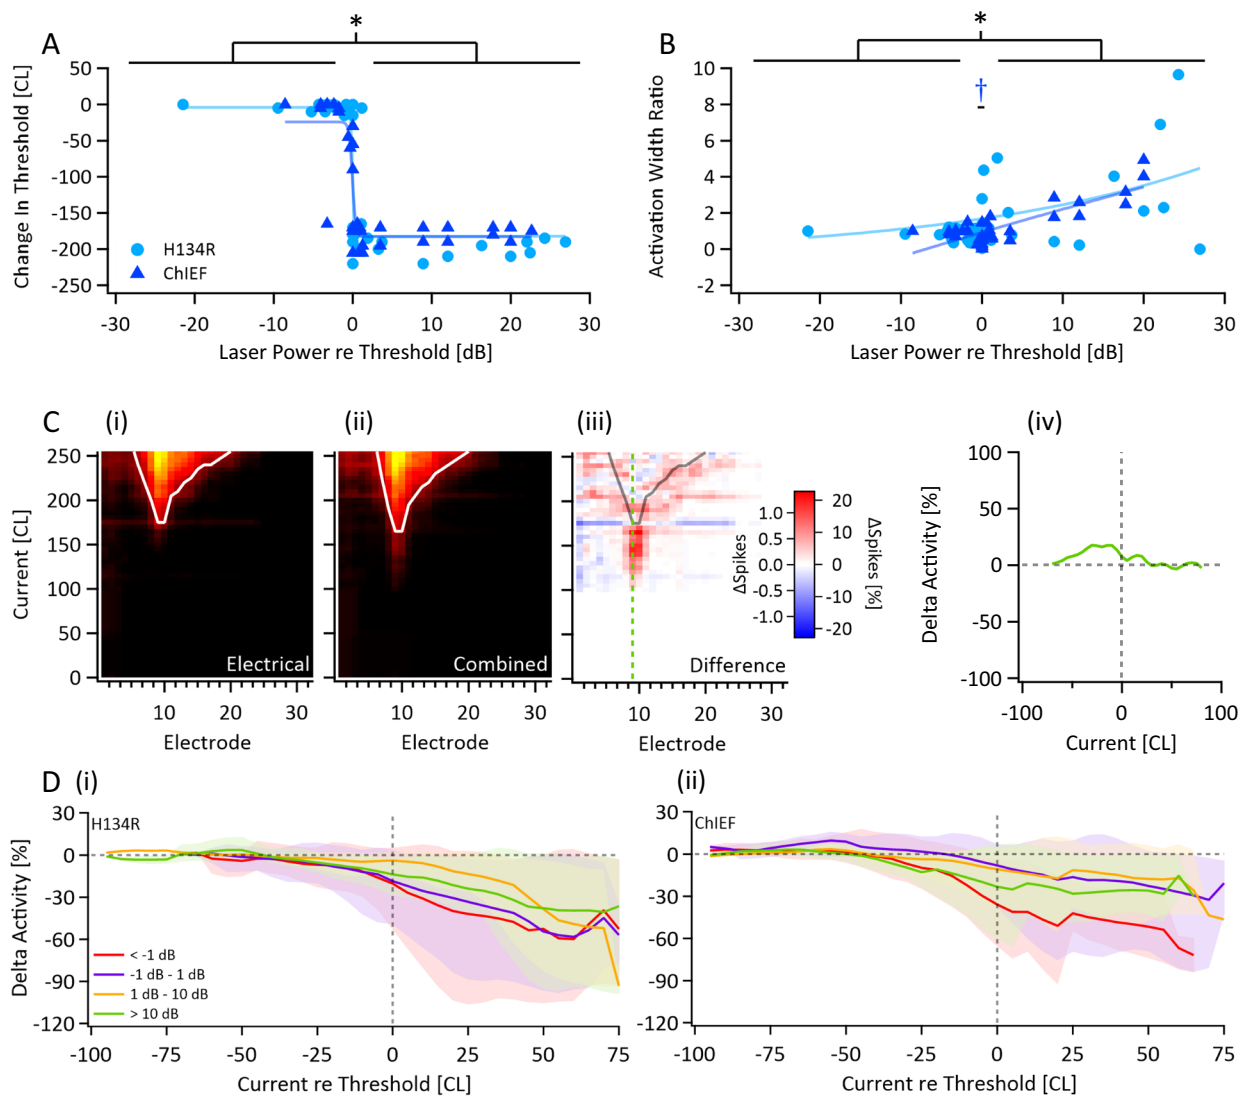 A
*
Change In Threshold [CL]
50
0
-50
-100
-150
-200
-250
H134R
ChIEF
-30
-20
-10
0
10
20
30
Laser Power re Threshold [dB]
B
*
†
Activation Width Ratio
10
8
6
4
2
0
-2
-30
-20
-10
0
10
20
30
Laser Power re Threshold [dB]
C
(i)
Current [CL]
250
200
150
100
50
0
Electrical
10
20
30
Electrode
(ii)
Combined
10
20
30
Electrode
(iii)
Difference
10
20
30
Electrode
ΔSpikes
1.0
0.5
0.0
-0.5
-1.0
20
10
0
-10
-20
ΔSpikes [%]
(iv)
Delta Activity [%]
100
50
0
-50
-100
-100
0
100
Current [CL]
D
(i)
Delta Activity [%]
30
0
-30
-60
-90
-120
H134R
< -1 dB
-1 dB - 1 dB
1 dB - 10 dB
> 10 dB
-100
-75
-50
-25
0
25
50
75
Current re Threshold [CL]
(ii)
30
0
-30
-60
-90
-120
ChIEF
-100
-75
-50
-25
0
25
50
75
Current re Threshold [CL]